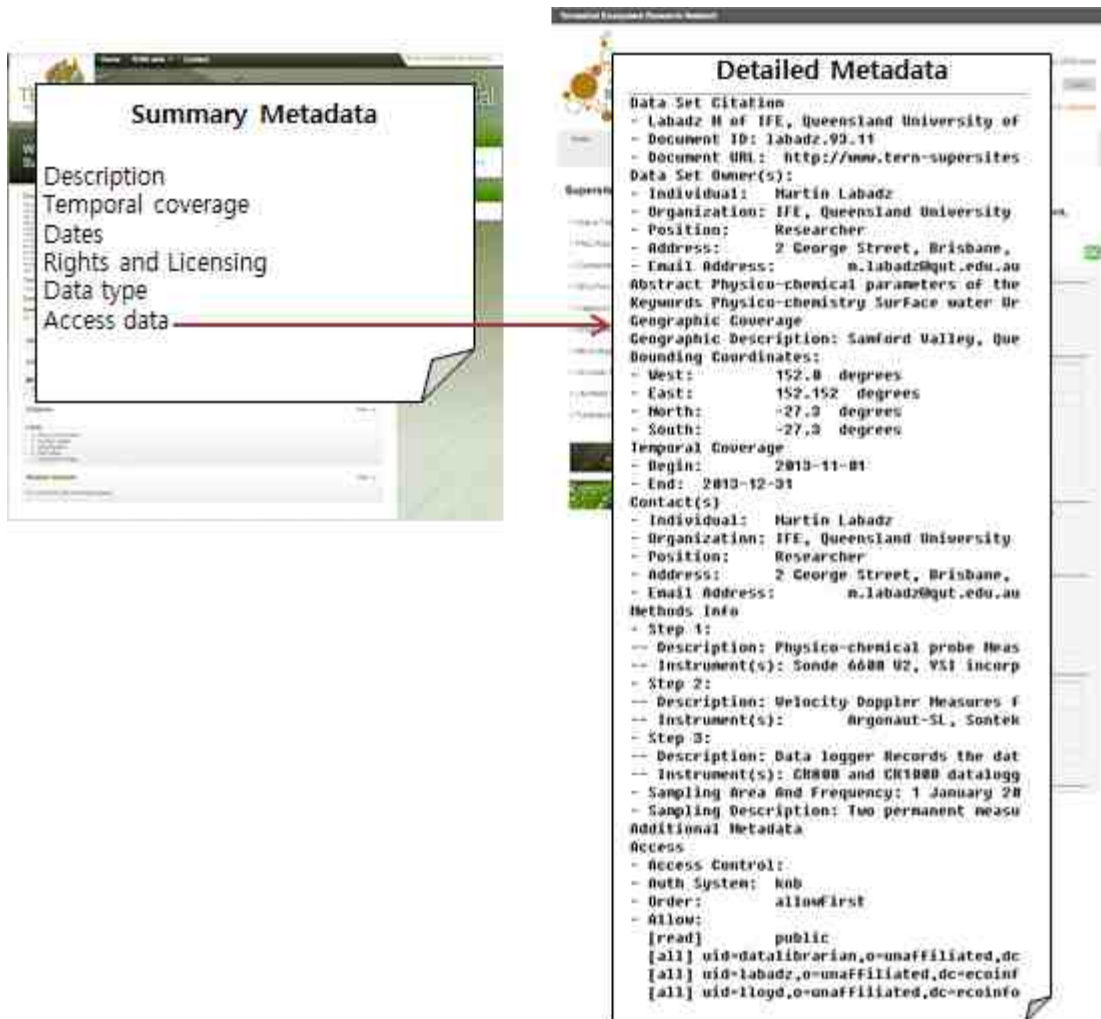 Summary Metadata
Description
Temporal coverage
Dates
Rights and Licensing
Data type
Access data
Terrestrial Ecosystem Research Network
Detailed Metadata
Data Set Citation
- Labadz M of IFE, Queensland University of
- Document ID: labadz.93.11
- Document URL: http://www.tern-supersites
Data Set Owner(s):
- Individual: Martin Labadz
- Organization: IFE, Queensland University
- Position: Researcher
- Address: 2 George Street, Brisbane,
- Email Address: m.labadz@qut.edu.au
Abstract Physico-chemical parameters of the
Keywords Physico-chemistry Surface water Ur
Geographic Coverage
Geographic Description: Samford Valley, Que
Bounding Coordinates:
- West: 152.8 degrees
- East: 152.152 degrees
- North: -27.3 degrees
- South: -27.3 degrees
Temporal Coverage
- Begin: 2013-11-01
- End: 2013-12-31
Contact(s)
- Individual: Martin Labadz
- Organization: IFE, Queensland University
- Position: Researcher
- Address: 2 George Street, Brisbane,
- Email Address: m.labadz@qut.edu.au
Methods Info
- Step 1:
-- Description: Physico-chemical probe Meas
-- Instrument(s): Sonde 6600 V2, YSI incorp
- Step 2:
-- Description: Velocity Doppler Measures f
-- Instrument(s): Argonaut-SL, Sontek
- Step 3:
-- Description: Data logger Records the dat
-- Instrument(s): CR800 and CR1000 datalogg
- Sampling Area And Frequency: 1 January 20
- Sampling Description: Two permanent measu
Additional Metadata
Access
- Access Control:
- Auth System: knb
- Order: allowFirst
- Allow:
[read] public
[all] uid=datalibrarian,o=unaffiliated,dc
[all] uid=labadz,o=unaffiliated,dc=ecoinf
[all] uid=lloyd,o=unaffiliated,dc=ecoinfo